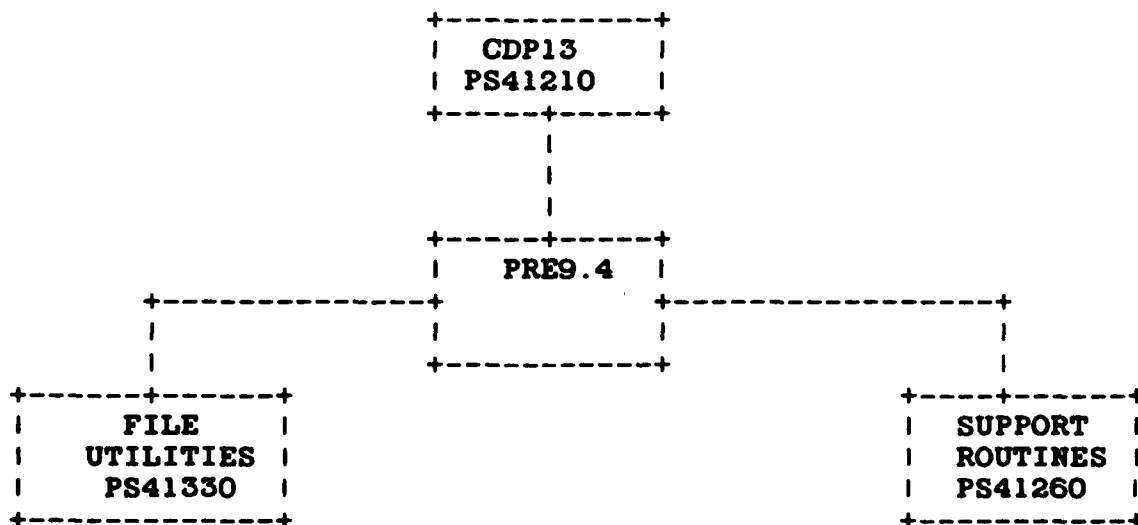 CDP13
PS41210
PRE9.4
FILE
UTILITIES
PS41330
SUPPORT
ROUTINES
PS41260